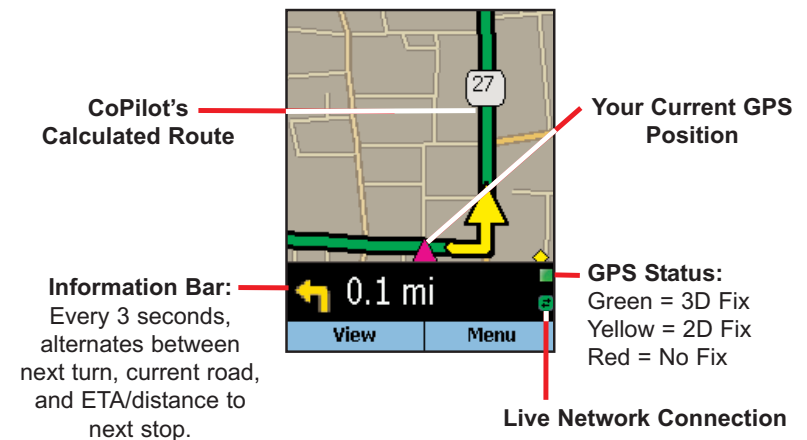 27
CoPilot's
Calculated Route
Your Current GPS
Position
Information Bar:
Every 3 seconds,
alternates between
next turn, current road,
and ETA/distance to
next stop.
0.1 mi
View
Menu
GPS Status:
Green = 3D Fix
Yellow = 2D Fix
Red = No Fix
Live Network Connection